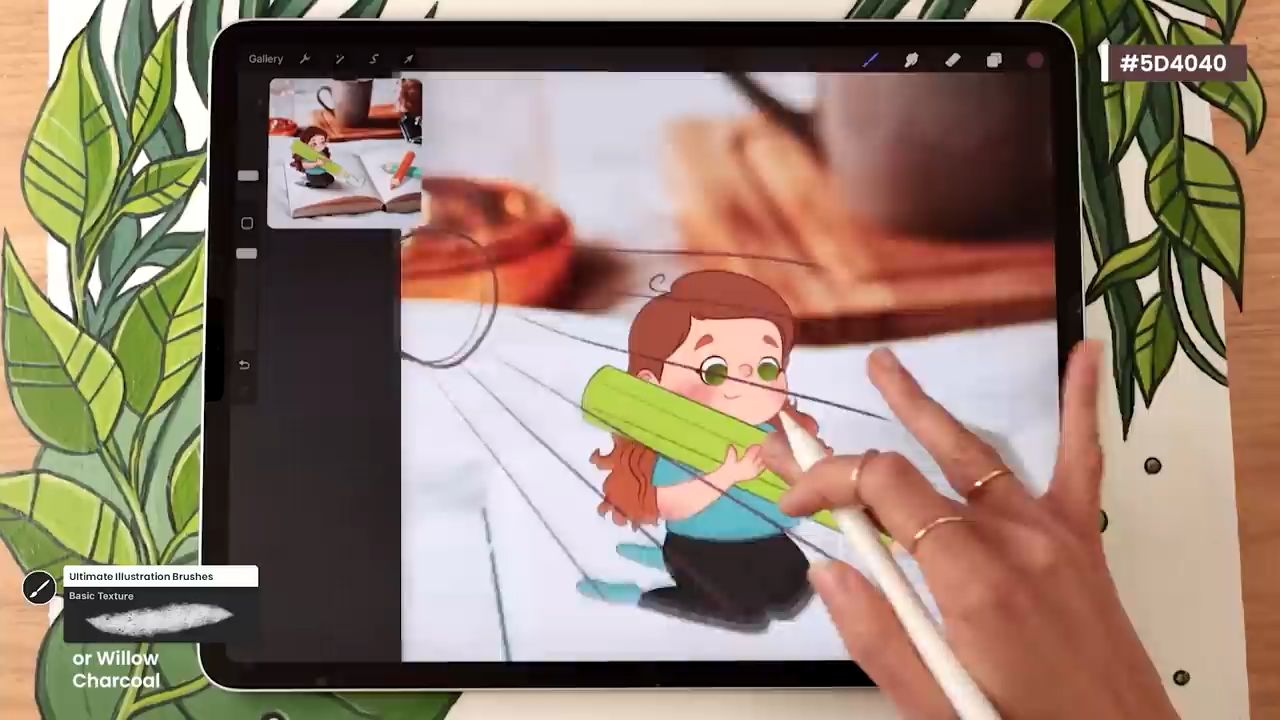 Gallery
#5D4040
Ultimate Illustration Brushes
Basic Texture
or Willow
Charcoal